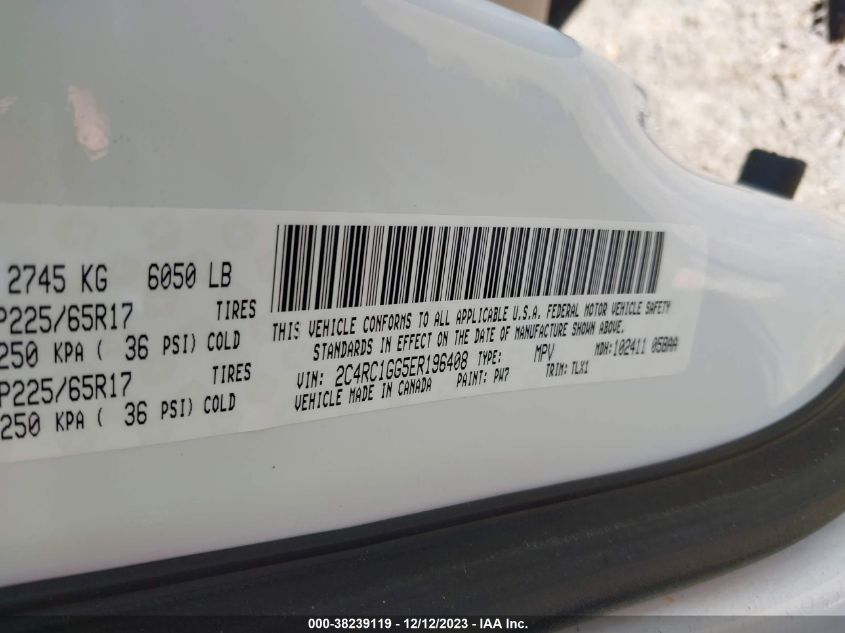 2745 KG 6050 LB
P225/65R17 TIRES
250 KPA ( 36 PSI) COLD
P225/65R17 TIRES
250 KPA ( 36 PSI) COLD
THIS VEHICLE CONFORMS TO ALL APPLICABLE U.S.A. FEDERAL MOTOR VEHICLE SAFETY
STANDARDS IN EFFECT ON THE DATE OF MANUFACTURE SHOWN ABOVE.
VIN: 2C4RC1GG5ER196408 TYPE: MPV MDH: 102411 05BAA
VEHICLE MADE IN CANADA PAINT: PW7 TRIM: TLX1
000-38239119 - 12/12/2023 - IAA Inc.